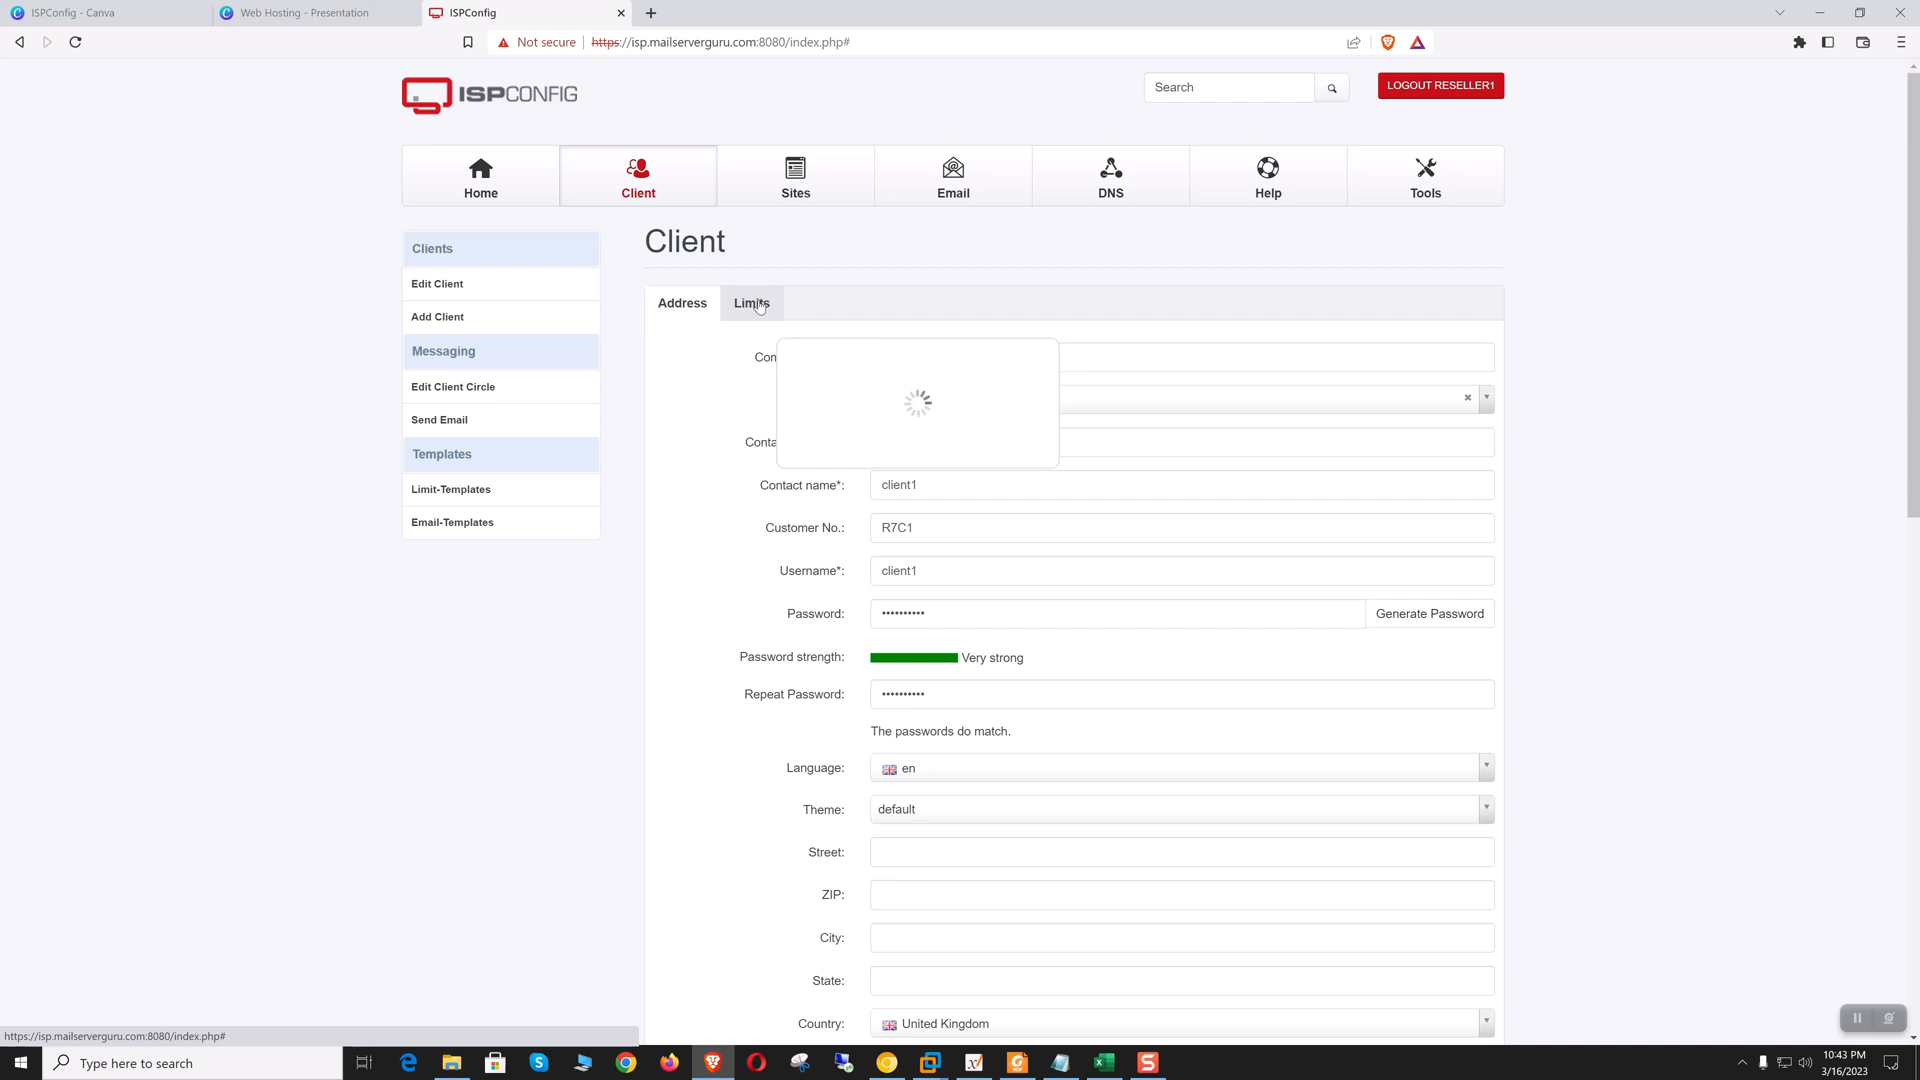 ISPConfig - Canva
Web Hosting - Presentation
ISPConfig
Not secure
https://isp.mailserverguru.com:8080/index.php#
ISPCONFIG
Search
LOGOUT RESELLER1
Home
Client
Sites
Email
DNS
Help
Tools
Clients
Edit Client
Add Client
Messaging
Edit Client Circle
Send Email
Templates
Limit-Templates
Email-Templates
Client
Address
Limits
Contact name*:
client1
Customer No.:
R7C1
Username*:
client1
Password:
••••••••••
Generate Password
Password strength:
Very strong
Repeat Password:
••••••••••
The passwords do match.
Language:
en
Theme:
default
Street:
ZIP:
City:
State:
Country:
United Kingdom
https://isp.mailserverguru.com:8080/index.php#
Type here to search
10:43 PM
3/16/2023